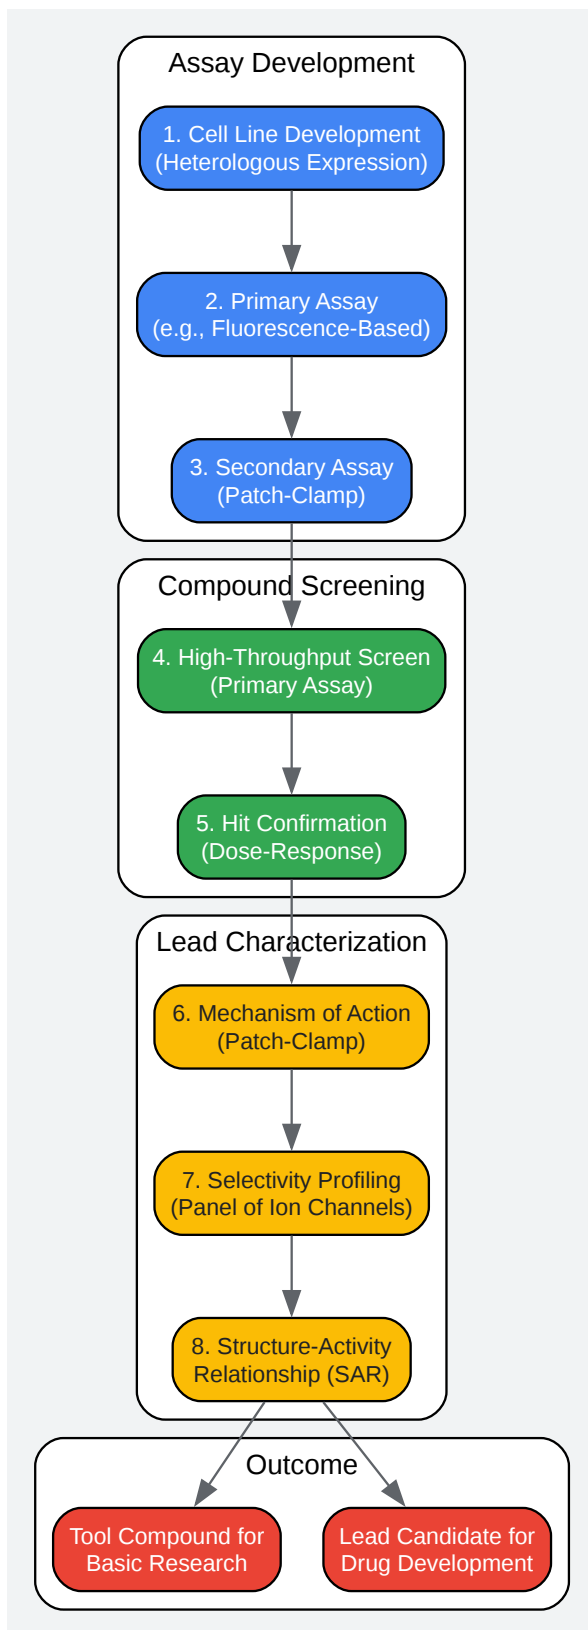 Assay Development
1. Cell Line Development
(Heterologous Expression)
2. Primary Assay
(e.g., Fluorescence-Based)
3. Secondary Assay
(Patch-Clamp)
Compound Screening
4. High-Throughput Screen
(Primary Assay)
5. Hit Confirmation
(Dose-Response)
Lead Characterization
6. Mechanism of Action
(Patch-Clamp)
7. Selectivity Profiling
(Panel of Ion Channels)
8. Structure-Activity
Relationship (SAR)
Outcome
Tool Compound for
Basic Research
Lead Candidate for
Drug Development